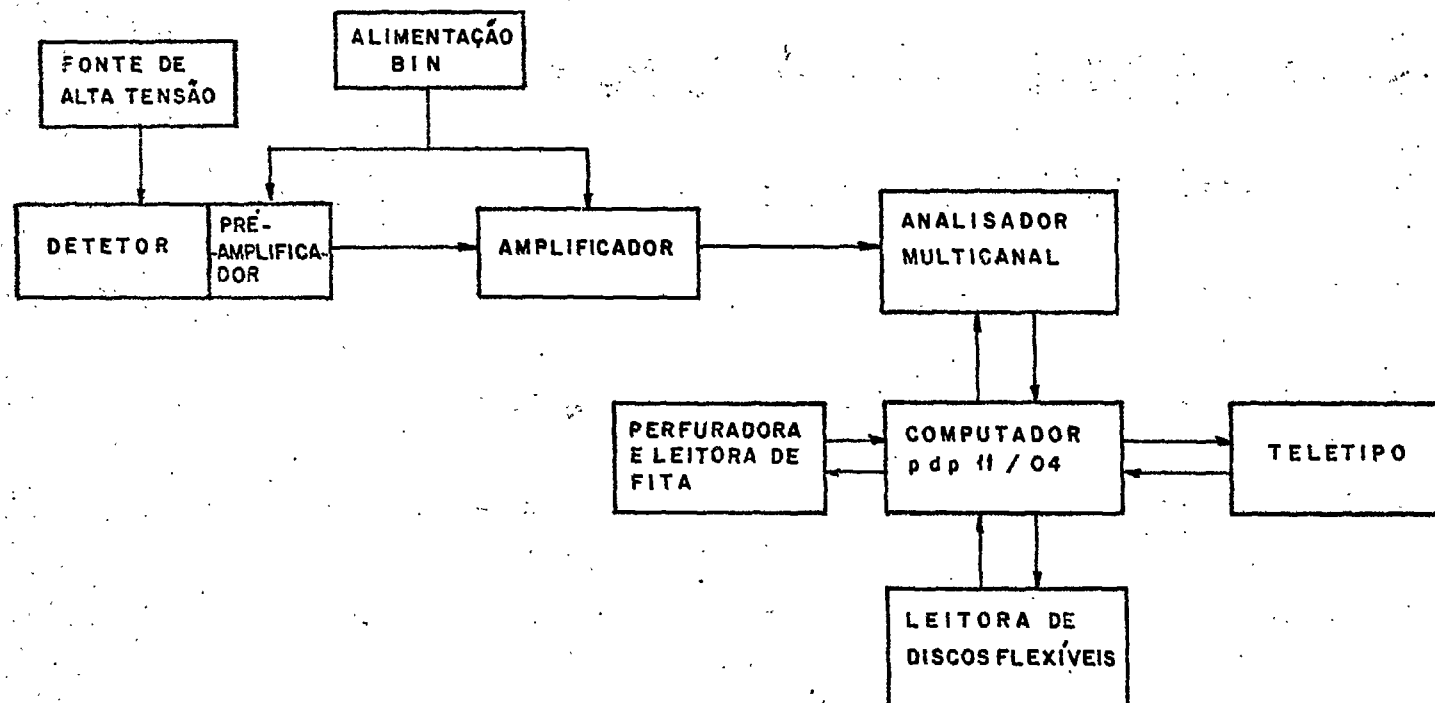 FONTE DE
ALTA TENSÃO
ALIMENTAÇÃO
BIN
DETETOR
PRÉ-
-AMPLIFICA-
DOR
AMPLIFICADOR
ANALISADOR
MULTICANAL
PERFURADORA
E LEITORA DE
FITA
COMPUTADOR
pdp 11 / 04
TELETIPO
LEITORA DE
DISCOS FLEXÍVEIS